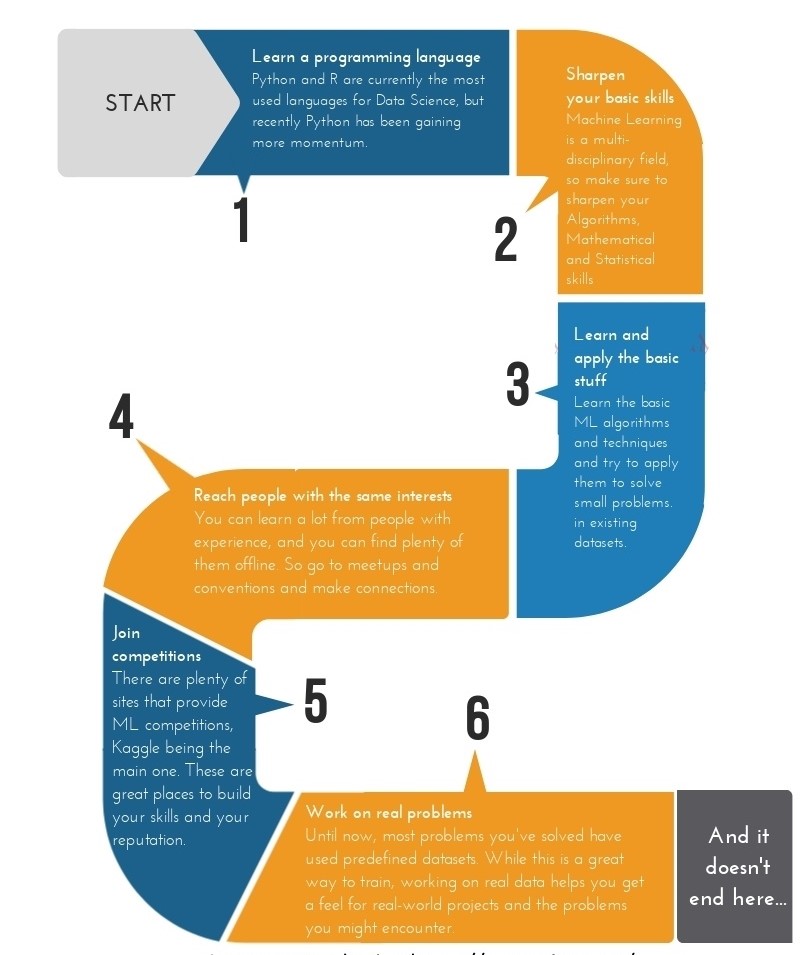 START
Learn a programming language
Python and R are currently the most
used languages for Data Science, but
recently Python has been gaining
more momentum.
1
Sharpen
your basic skills
Machine Learning
is a multi-
disciplinary field,
so make sure to
sharpen your
Algorithms,
Mathematical
and Statistical
skills
2
Learn and
apply the basic
stuff
Learn the basic
ML algorithms
and techniques
and try to apply
them to solve
small problems.
in existing
datasets.
3
4
Reach people with the same interests
You can learn a lot from people with
experience, and you can find plenty of
them offline. So go to meetups and
conventions and make connections.
Join
competitions
There are plenty of
sites that provide
ML competitions,
Kaggle being the
main one. These are
great places to build
your skills and your
reputation.
5
6
Work on real problems
Until now, most problems you've solved have
used predefined datasets. While this is a great
way to train, working on real data helps you get
a feel for real-world projects and the problems
you might encounter.
And it
doesn't
end here...